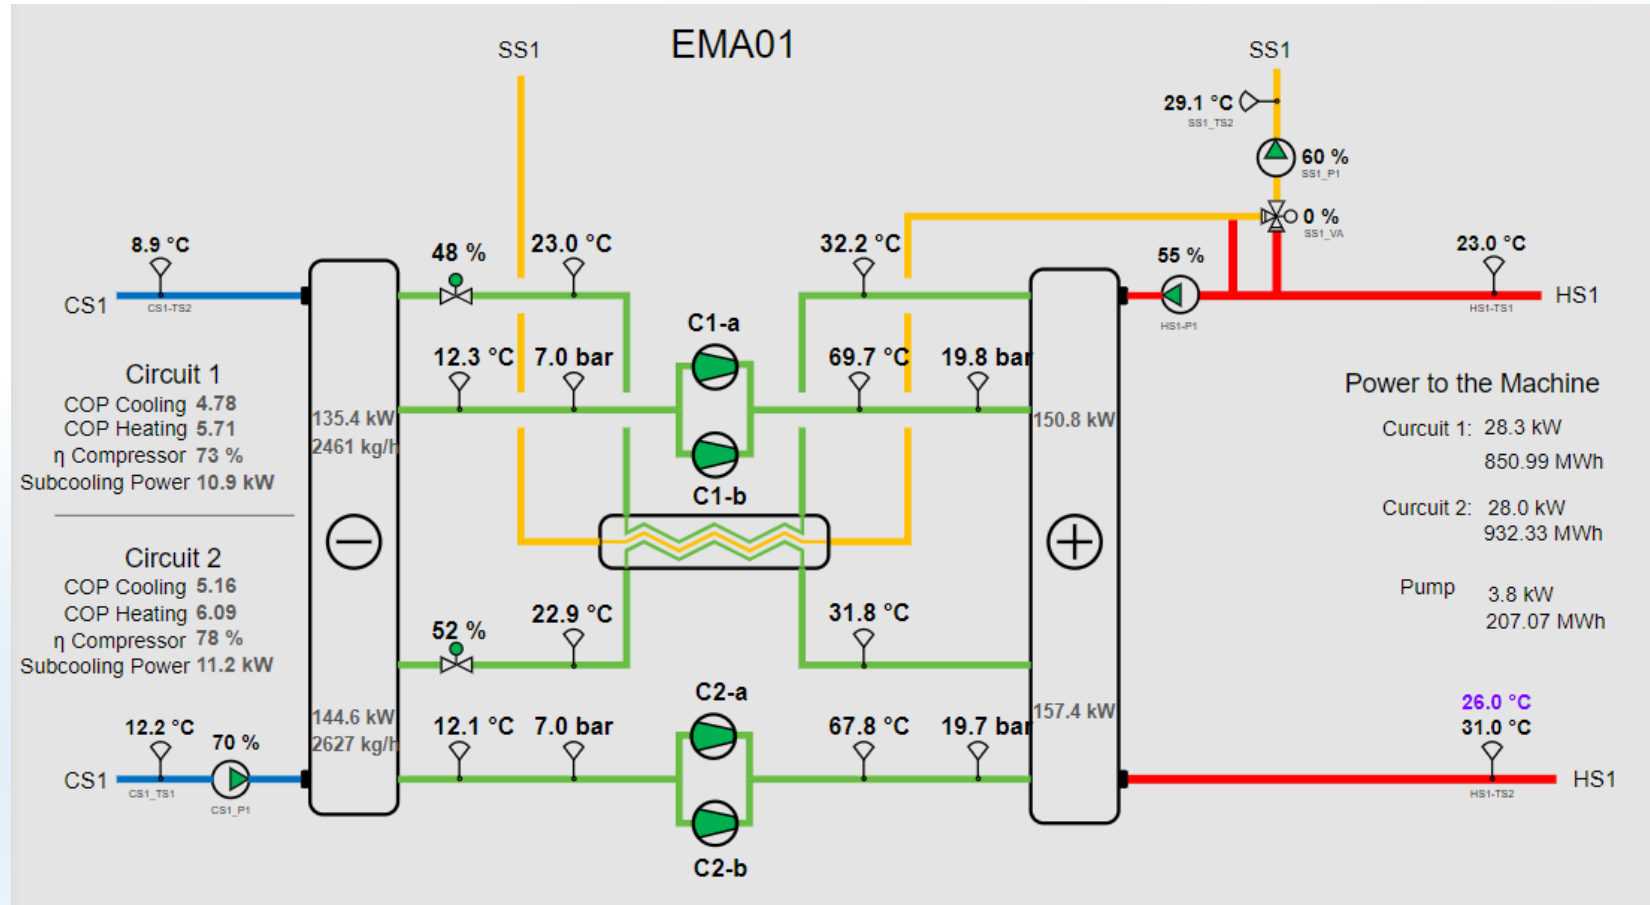 SS1
EMA01
SS1
29.1 °C
SS1_TS2
60 %
SS1_P1
0 %
SS1_VA
8.9 °C
48 %
23.0 °C
32.2 °C
55 %
23.0 °C
CS1
CS1-TS2
HS1-P1
HS1-TS1
HS1
C1-a
12.3 °C
7.0 bar
69.7 °C
19.8 bar
Circuit 1
COP Cooling 4.78
COP Heating 5.71
η Compressor 73 %
Subcooling Power 10.9 kW
135.4 kW
2461 kg/h
150.8 kW
C1-b
Power to the Machine
Curcuit 1: 28.3 kW
850.99 MWh
Curcuit 2: 28.0 kW
932.33 MWh
Pump 3.8 kW
207.07 MWh
Circuit 2
COP Cooling 5.16
COP Heating 6.09
η Compressor 78 %
Subcooling Power 11.2 kW
52 %
22.9 °C
31.8 °C
C2-a
144.6 kW
2627 kg/h
157.4 kW
26.0 °C
31.0 °C
12.2 °C
70 %
12.1 °C
7.0 bar
67.8 °C
19.7 bar
CS1
CS1_TS1
CS1_P1
HS1-TS2
HS1
C2-b